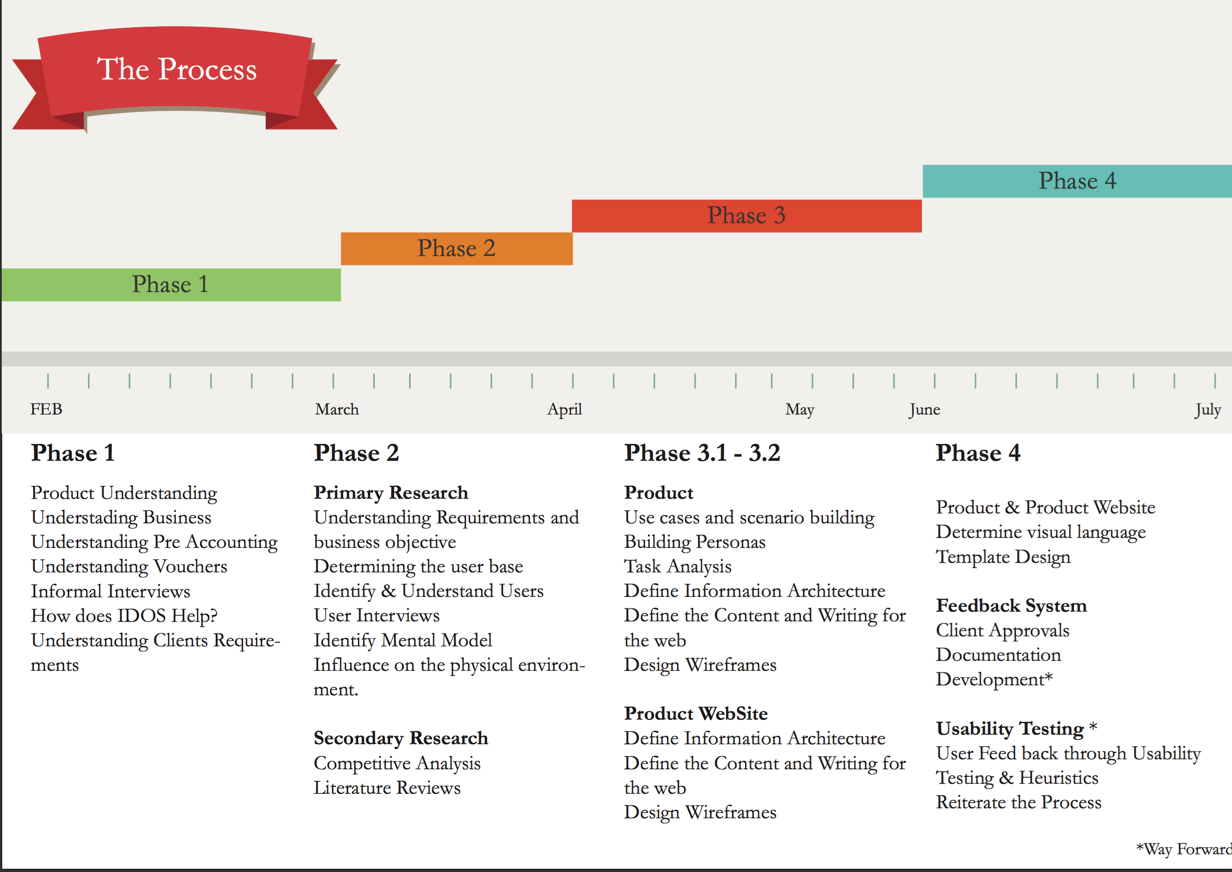 The Process
Phase 4
Phase 3
Phase 2
Phase 1
FEB
March
April
May
June
July
Phase 1
Product Understanding
Understading Business
Understanding Pre Accounting
Understanding Vouchers
Informal Interviews
How does IDOS Help?
Understanding Clients Require-
ments
Phase 2
Primary Research
Understanding Requirements and
business objective
Determining the user base
Identify & Understand Users
User Interviews
Identify Mental Model
Influence on the physical environ-
ment.
Secondary Research
Competitive Analysis
Literature Reviews
Phase 3.1 - 3.2
Product
Use cases and scenario building
Building Personas
Task Analysis
Define Information Architecture
Define the Content and Writing for
the web
Design Wireframes
Product WebSite
Define Information Architecture
Define the Content and Writing for
the web
Design Wireframes
Phase 4
Product & Product Website
Determine visual language
Template Design
Feedback System
Client Approvals
Documentation
Development*
Usability Testing *
User Feed back through Usability
Testing & Heuristics
Reiterate the Process
*Way Forward